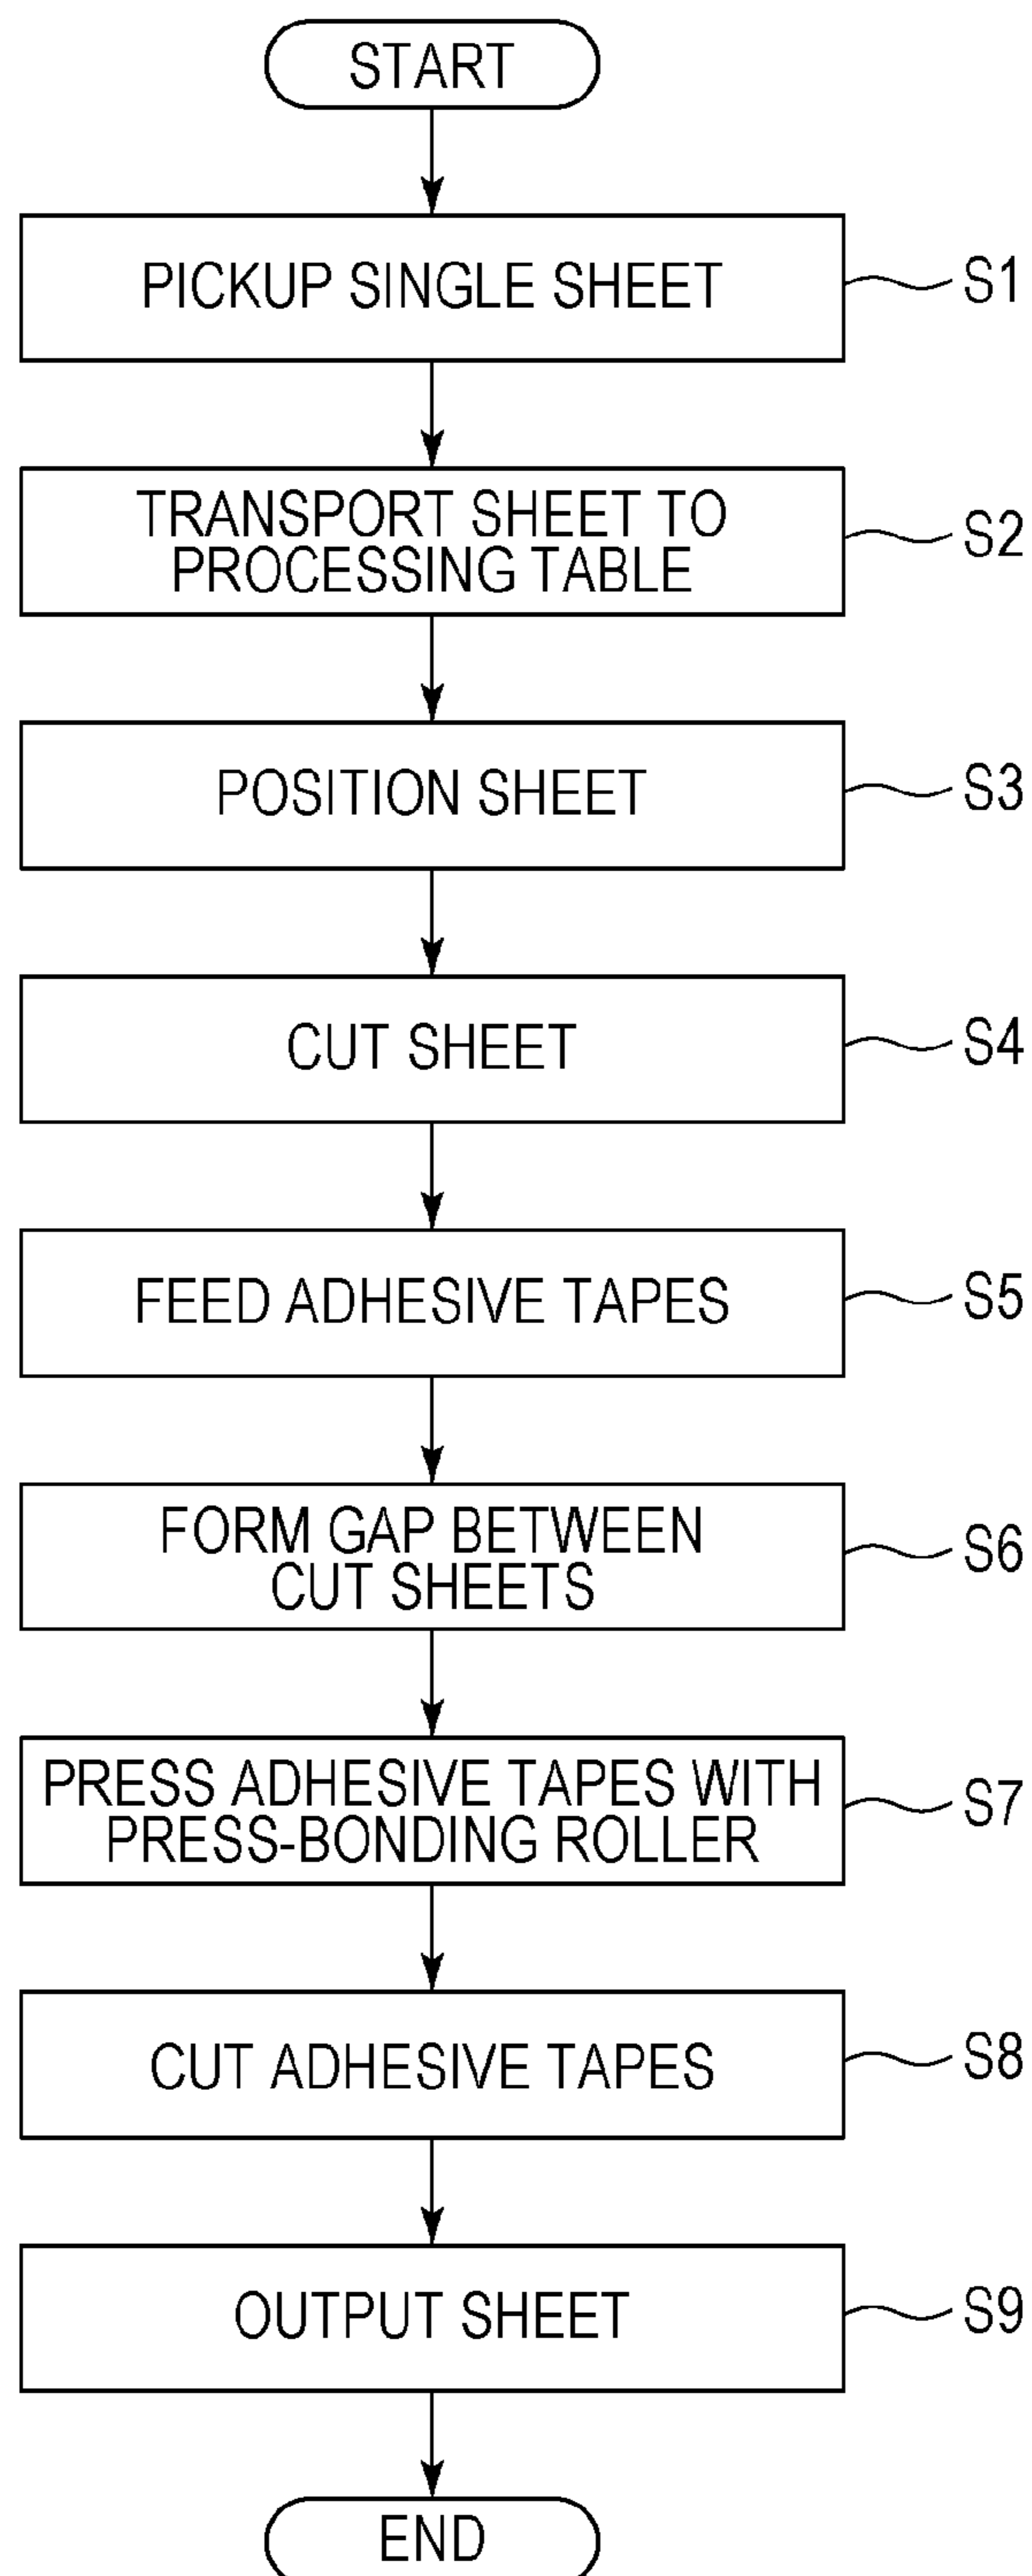 START
PICKUP SINGLE SHEET
S1
TRANSPORT SHEET TO
PROCESSING TABLE
S2
POSITION SHEET
S3
CUT SHEET
S4
FEED ADHESIVE TAPES
S5
FORM GAP BETWEEN
CUT SHEETS
S6
PRESS ADHESIVE TAPES WITH
PRESS-BONDING ROLLER
S7
CUT ADHESIVE TAPES
S8
OUTPUT SHEET
S9
END